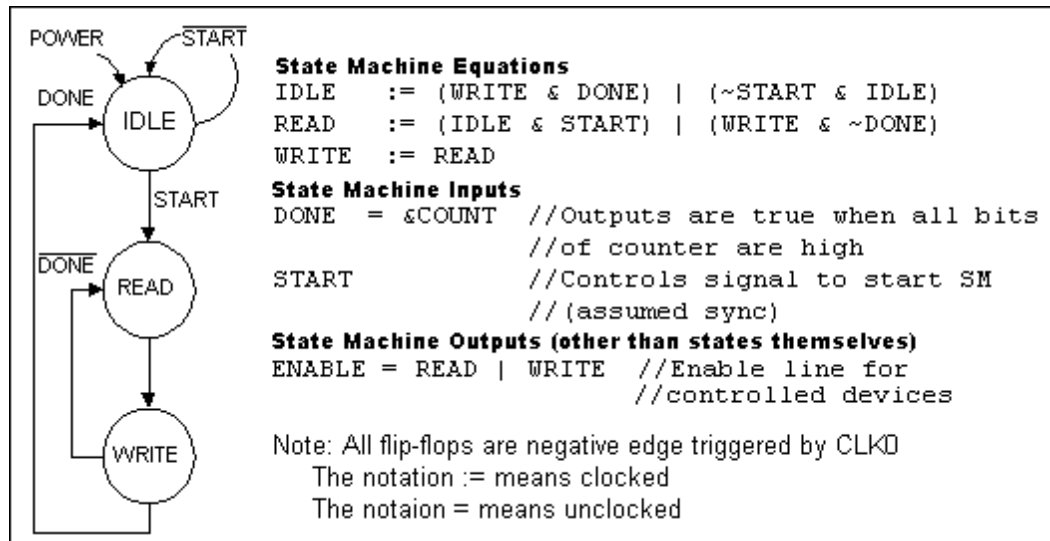 POWER
START
DONE
IDLE
START
DONE
READ
WRITE
State Machine Equations
IDLE := (WRITE & DONE) | (~START & IDLE)
READ := (IDLE & START) | (WRITE & ~DONE)
WRITE := READ
State Machine Inputs
DONE = &COUNT //Outputs are true when all bits
//of counter are high
START //Controls signal to start SM
//(assumed sync)
State Machine Outputs (other than states themselves)
ENABLE = READ | WRITE //Enable line for
//controlled devices
Note: All flip-flops are negative edge triggered by CLK0
The notation := means clocked
The notaion = means unclocked